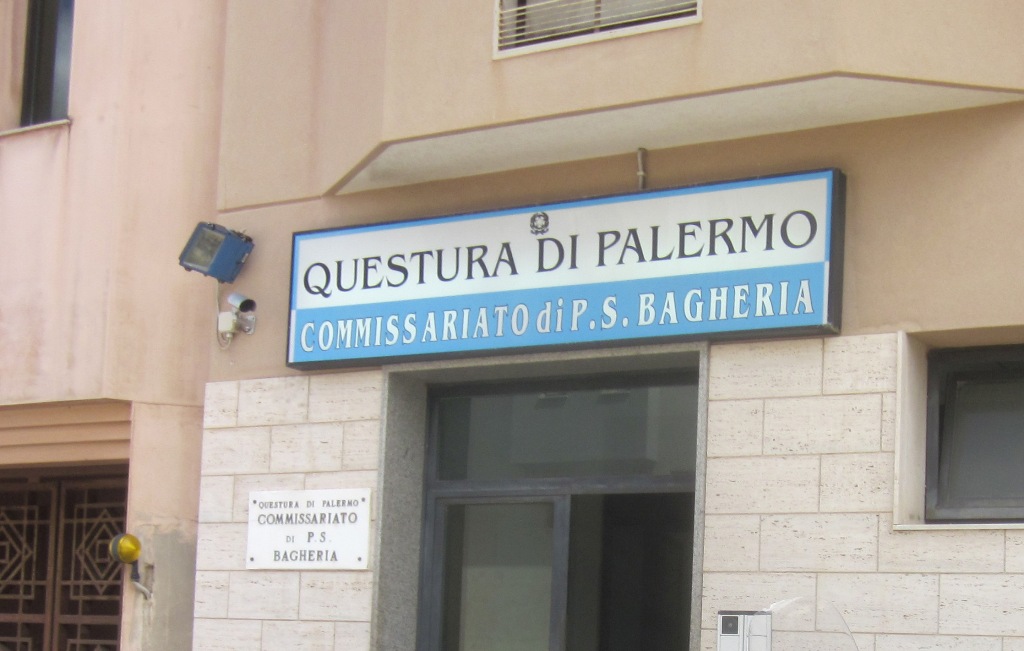 QUESTURA DI PALERMO
COMMISSARIATO di P.S. BAGHERIA
QUESTURA DI PALERMO
COMMISSARIATO
DI P.S.
BAGHERIA